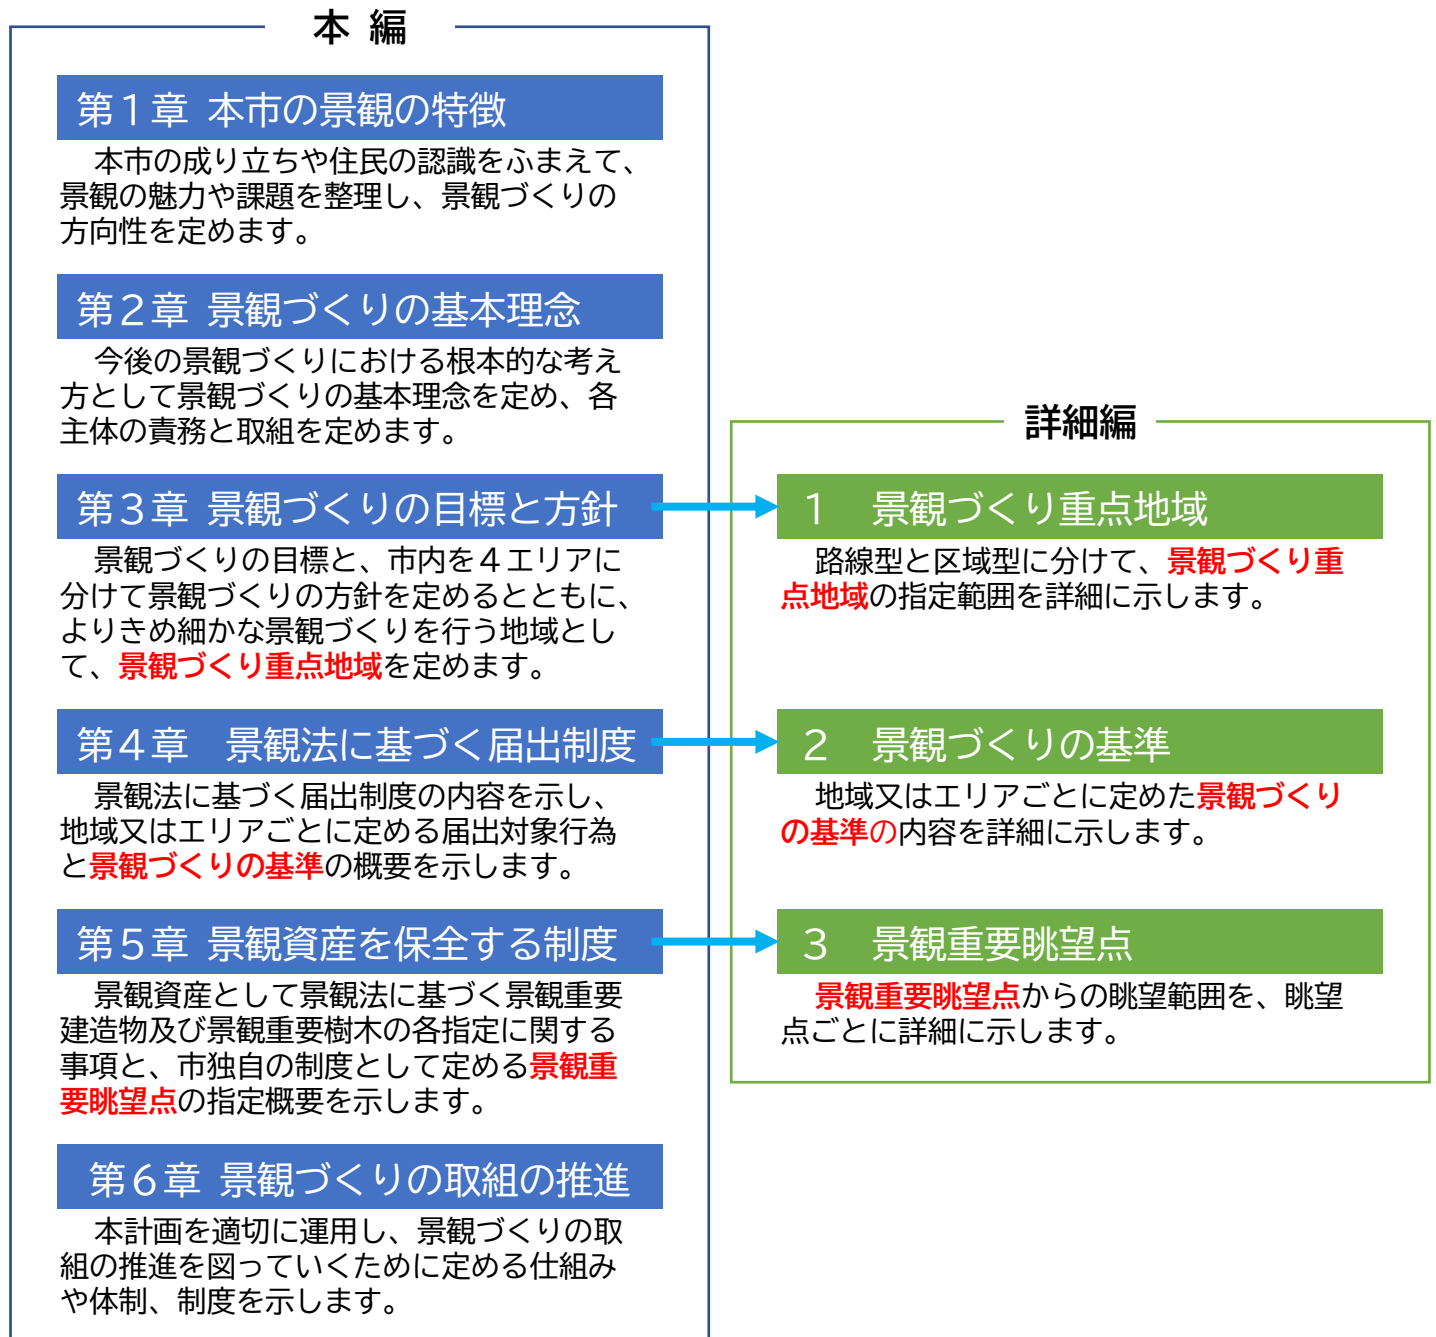 本 編
第１章 本市の景観の特徴
本市の成り立ちや住民の認識をふまえて、
景観の魅力や課題を整理し、景観づくりの
方向性を定めます。
第２章 景観づくりの基本理念
今後の景観づくりにおける根本的な考え
方として景観づくりの基本理念を定め、各
主体の責務と取組を定めます。
第３章 景観づくりの目標と方針
景観づくりの目標と、市内を４エリアに
分けて景観づくりの方針を定めるとともに、
よりきめ細かな景観づくりを行う地域とし
て、景観づくり重点地域を定めます。
第４章　景観法に基づく届出制度
景観法に基づく届出制度の内容を示し、
地域又はエリアごとに定める届出対象行為
と景観づくりの基準の概要を示します。
第５章 景観資産を保全する制度
景観資産として景観法に基づく景観重要
建造物及び景観重要樹木の各指定に関する
事項と、市独自の制度として定める景観重
要眺望点の指定概要を示します。
第６章 景観づくりの取組の推進
本計画を適切に運用し、景観づくりの取
組の推進を図っていくために定める仕組み
や体制、制度を示します。
詳細編
１　景観づくり重点地域
路線型と区域型に分けて、景観づくり重
点地域の指定範囲を詳細に示します。
２　景観づくりの基準
地域又はエリアごとに定めた景観づくり
の基準の内容を詳細に示します。
３　景観重要眺望点
景観重要眺望点からの眺望範囲を、眺望
点ごとに詳細に示します。